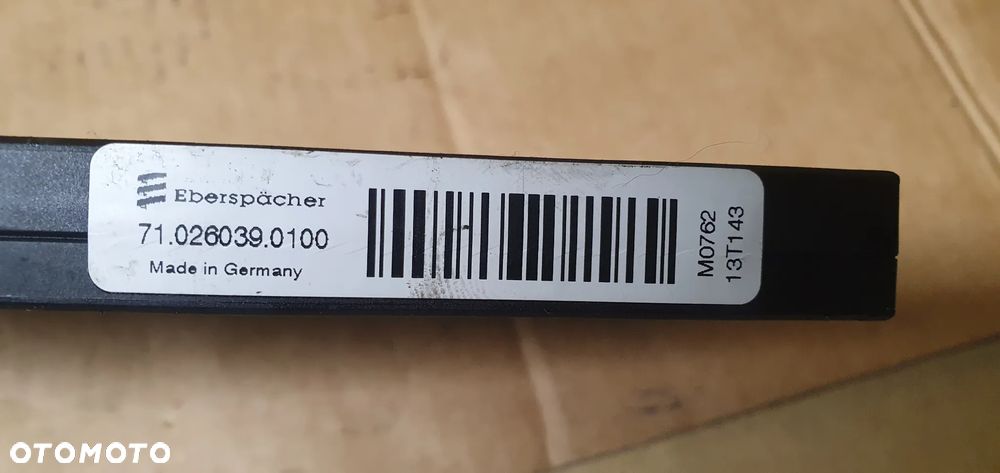 Eberspächer
71.026039.0100
Made in Germany
M0762
13T143
OTOMOTO